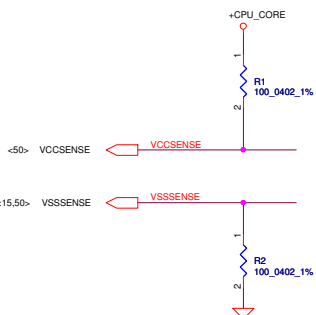 +CPU_CORE
1
R1
100_0402_1%
2
<50> VCCSENSE VCCSENSE
15,50> VSSSENSE VSSSENSE
1
R2
100_0402_1%
2